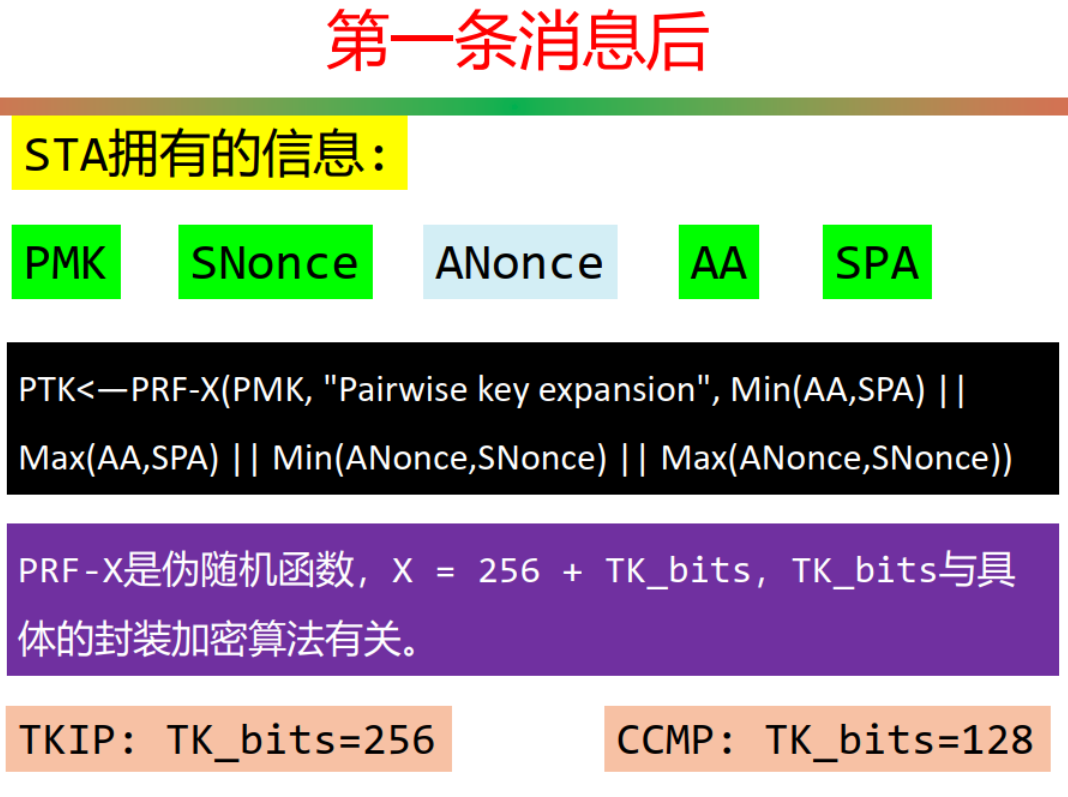 第一条消息后
STA拥有的信息:
PMK SNonce ANonce AA SPA
PTK<—PRF-X(PMK, "Pairwise key expansion", Min(AA,SPA) ||
Max(AA,SPA) || Min(ANonce,SNonce) || Max(ANonce,SNonce))
PRF-X是伪随机函数, X = 256 + TK_bits, TK_bits与具
体的封装加密算法有关。
TKIP: TK_bits=256 CCMP: TK_bits=128